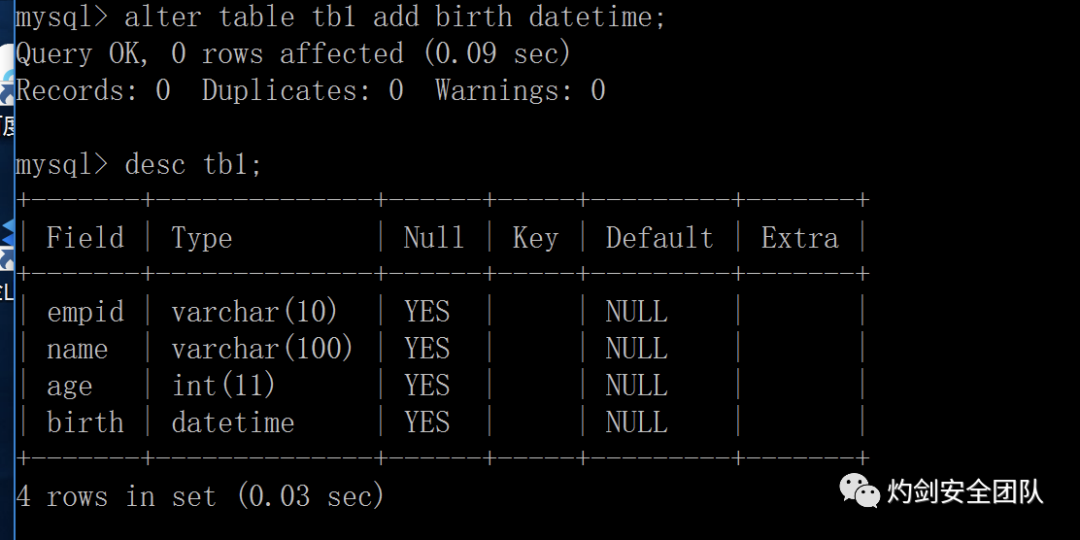 mysql> alter table tb1 add birth datetime;
Query OK, 0 rows affected (0.09 sec)
Records: 0  Duplicates: 0  Warnings: 0
mysql> desc tb1;
+-------+--------------+------+-----+---------+-------+
| Field | Type         | Null | Key | Default | Extra |
+-------+--------------+------+-----+---------+-------+
| empid | varchar(10)  | YES  |     | NULL    |       |
| name  | varchar(100) | YES  |     | NULL    |       |
| age   | int(11)      | YES  |     | NULL    |       |
| birth | datetime     | YES  |     | NULL    |       |
+-------+--------------+------+-----+---------+-------+
4 rows in set (0.03 sec)
灼剑安全团队